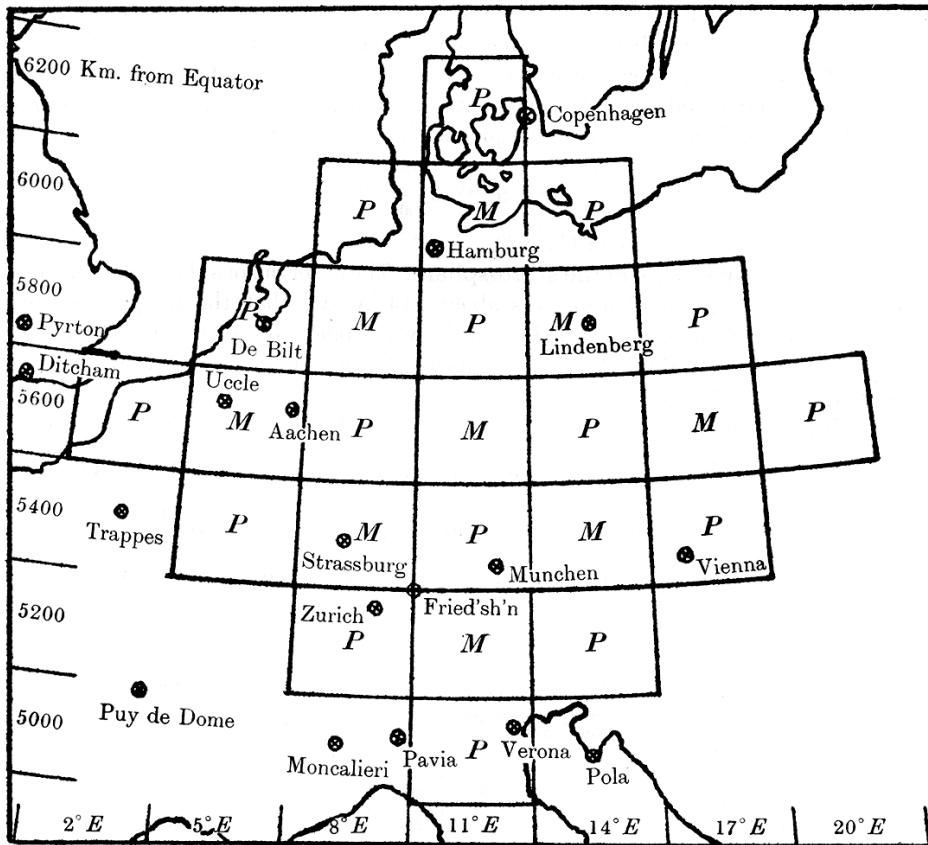 6200 Km. from Equator
P
Copenhagen
6000
P
M
P
Hamburg
5800
Pyrton
P
De Bilt
M
P
M
Lindenberg
P
Ditcham
5600
Uccle
P
M
Aachen
P
M
P
M
P
5400
Trappes
P
M
Strassburg
P
Munchen
M
P
Vienna
5200
Zurich
Fried'sh'n
P
M
P
5000
Puy de Dome
Moncalieri
Pavia
P
Verona
Pola
2°E 5°E 8°E 11°E 14°E 17°E 20°E